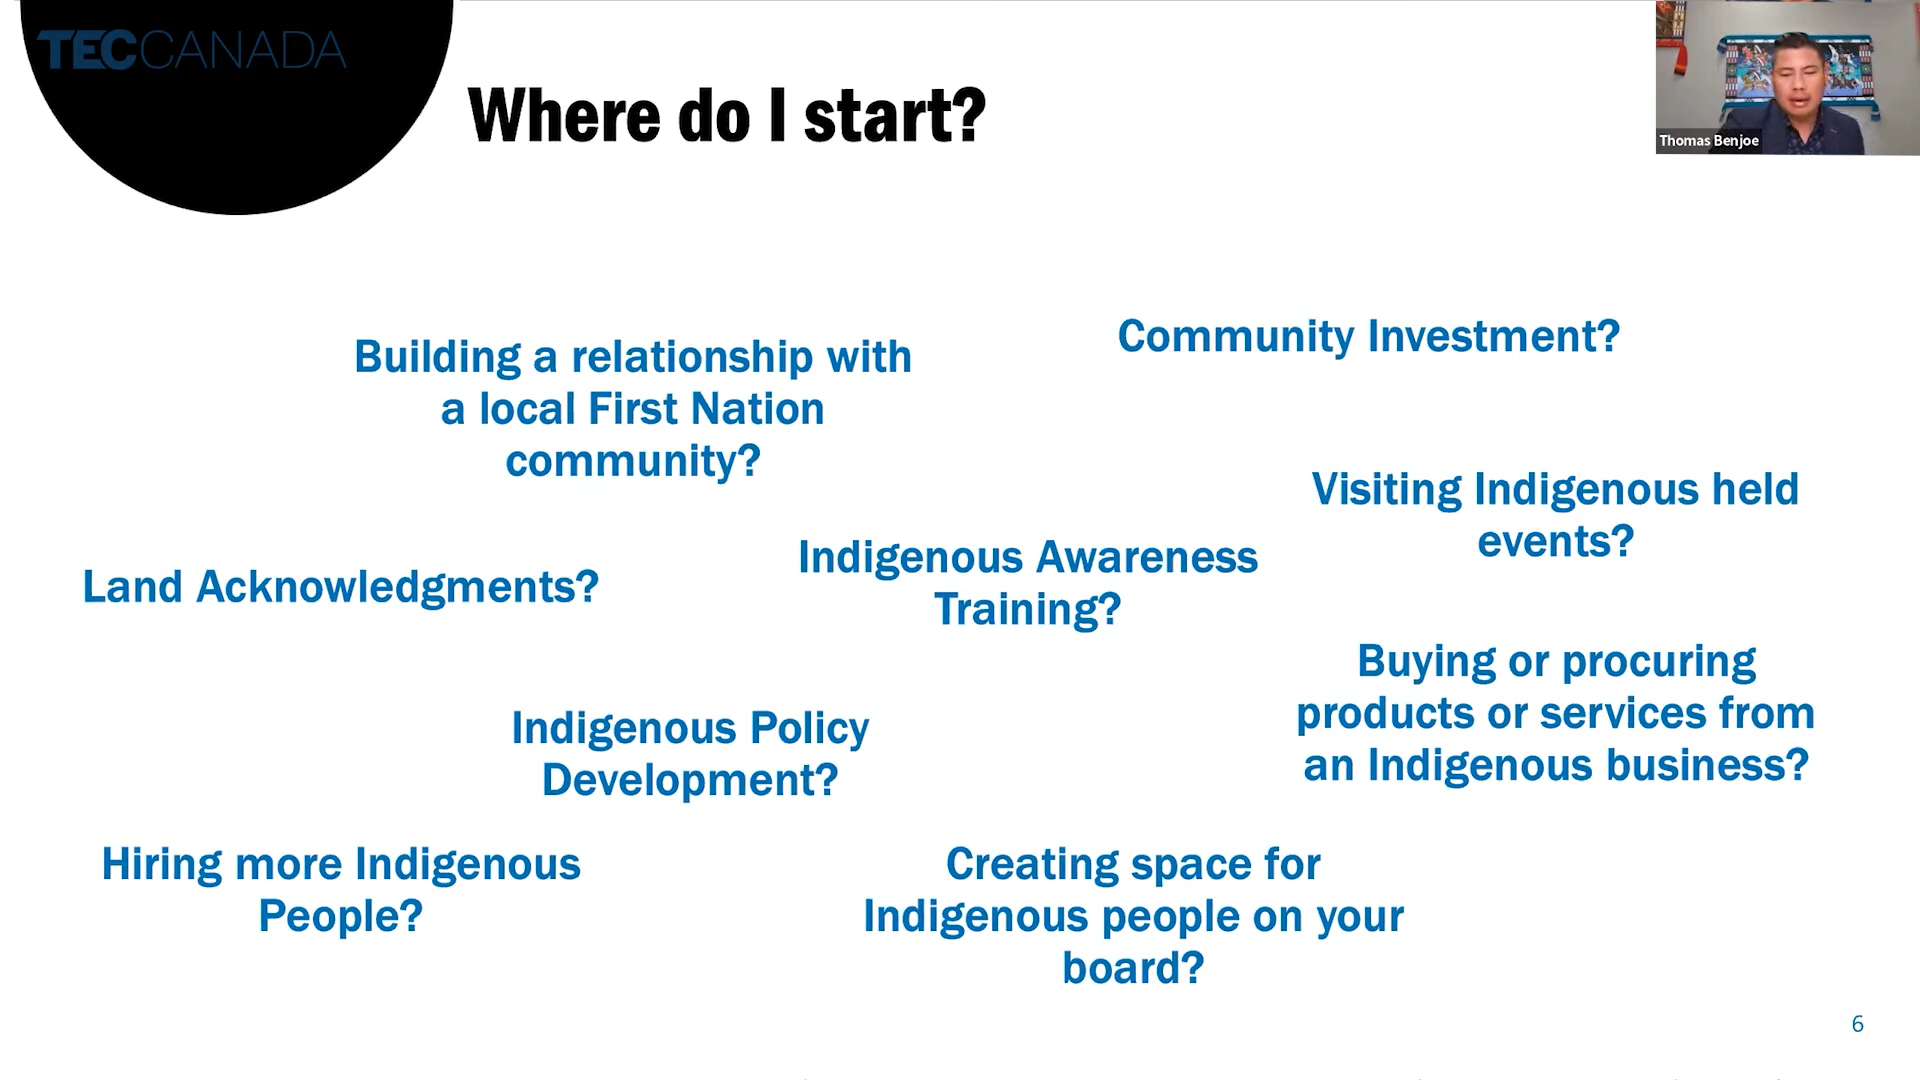 TECCANADA
Where do I start?
Thomas Benjoe
Building a relationship with
a local First Nation
community?
Community Investment?
Visiting Indigenous held
events?
Land Acknowledgments?
Indigenous Awareness
Training?
Buying or procuring
products or services from
an Indigenous business?
Indigenous Policy
Development?
Hiring more Indigenous
People?
Creating space for
Indigenous people on your
board?
6